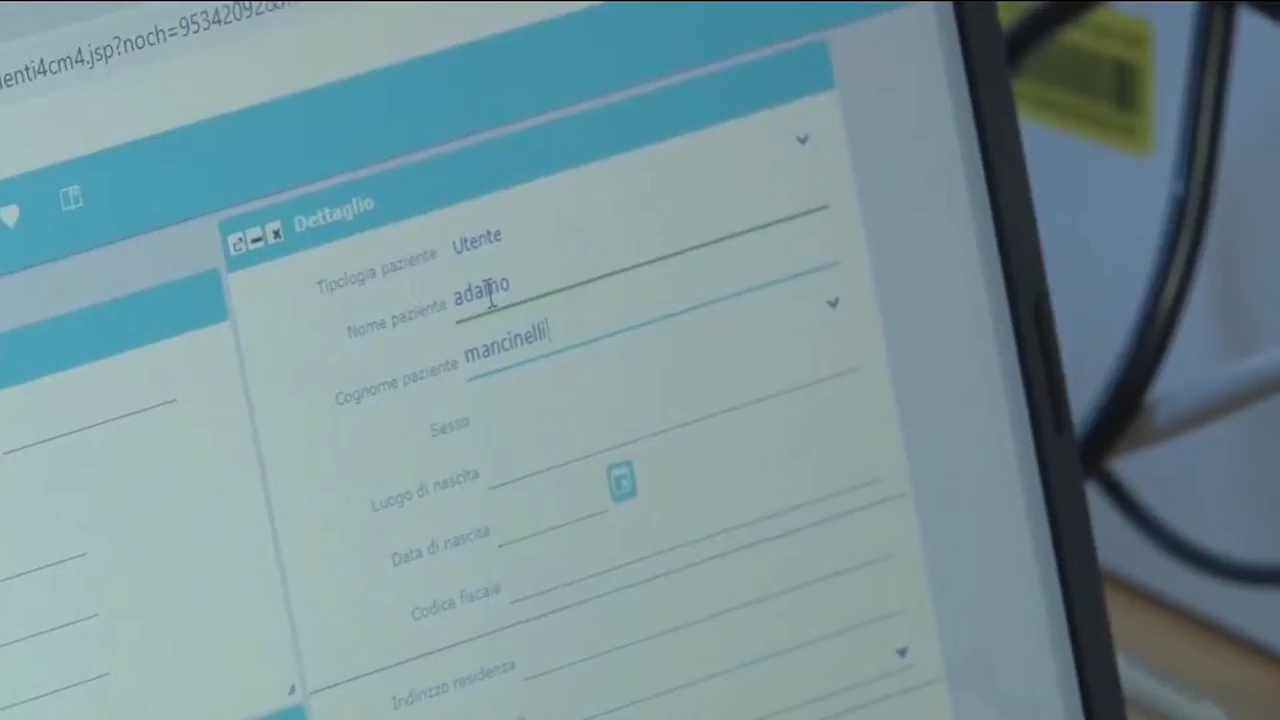 ienti4cm4.jsp?noch=95342092
Dettaglio
Tipologia paziente Utente
Nome paziente adamo
Cognome paziente mancinelli
Sesso
Luogo di nascita
Data di nascita
Codice fiscale
Indirizzo residenza